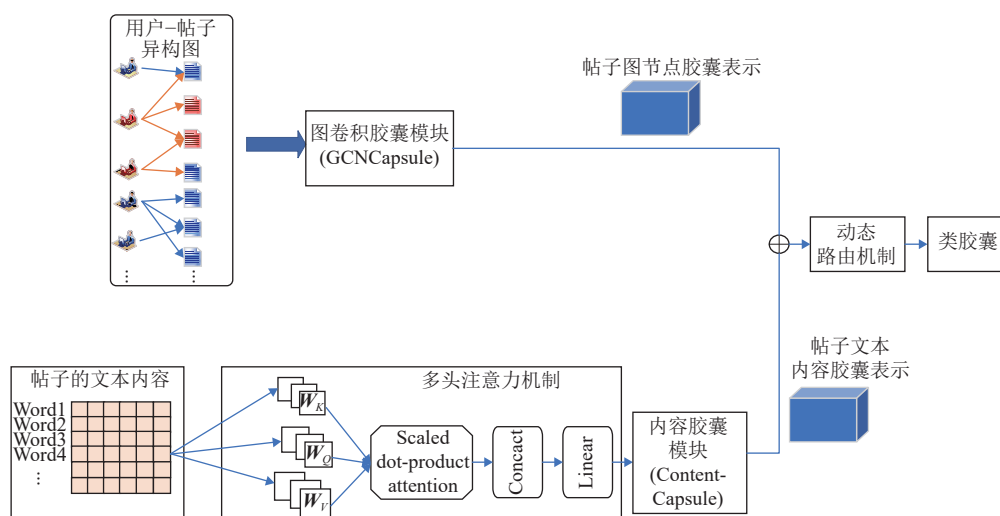 用户–帖子
异构图
⋮ ⋮
图卷积胶囊模块
(GCNCapsule)
帖子图节点胶囊表示
动态
路由机制
类胶囊
帖子文本
内容胶囊表示
帖子的文本内容
Word1
Word2
Word3
Word4
⋮
多头注意力机制
W_K
W_Q
W_V
Scaled
dot-product
attention
Concact
Linear
内容胶囊
模块
(Content-
Capsule)